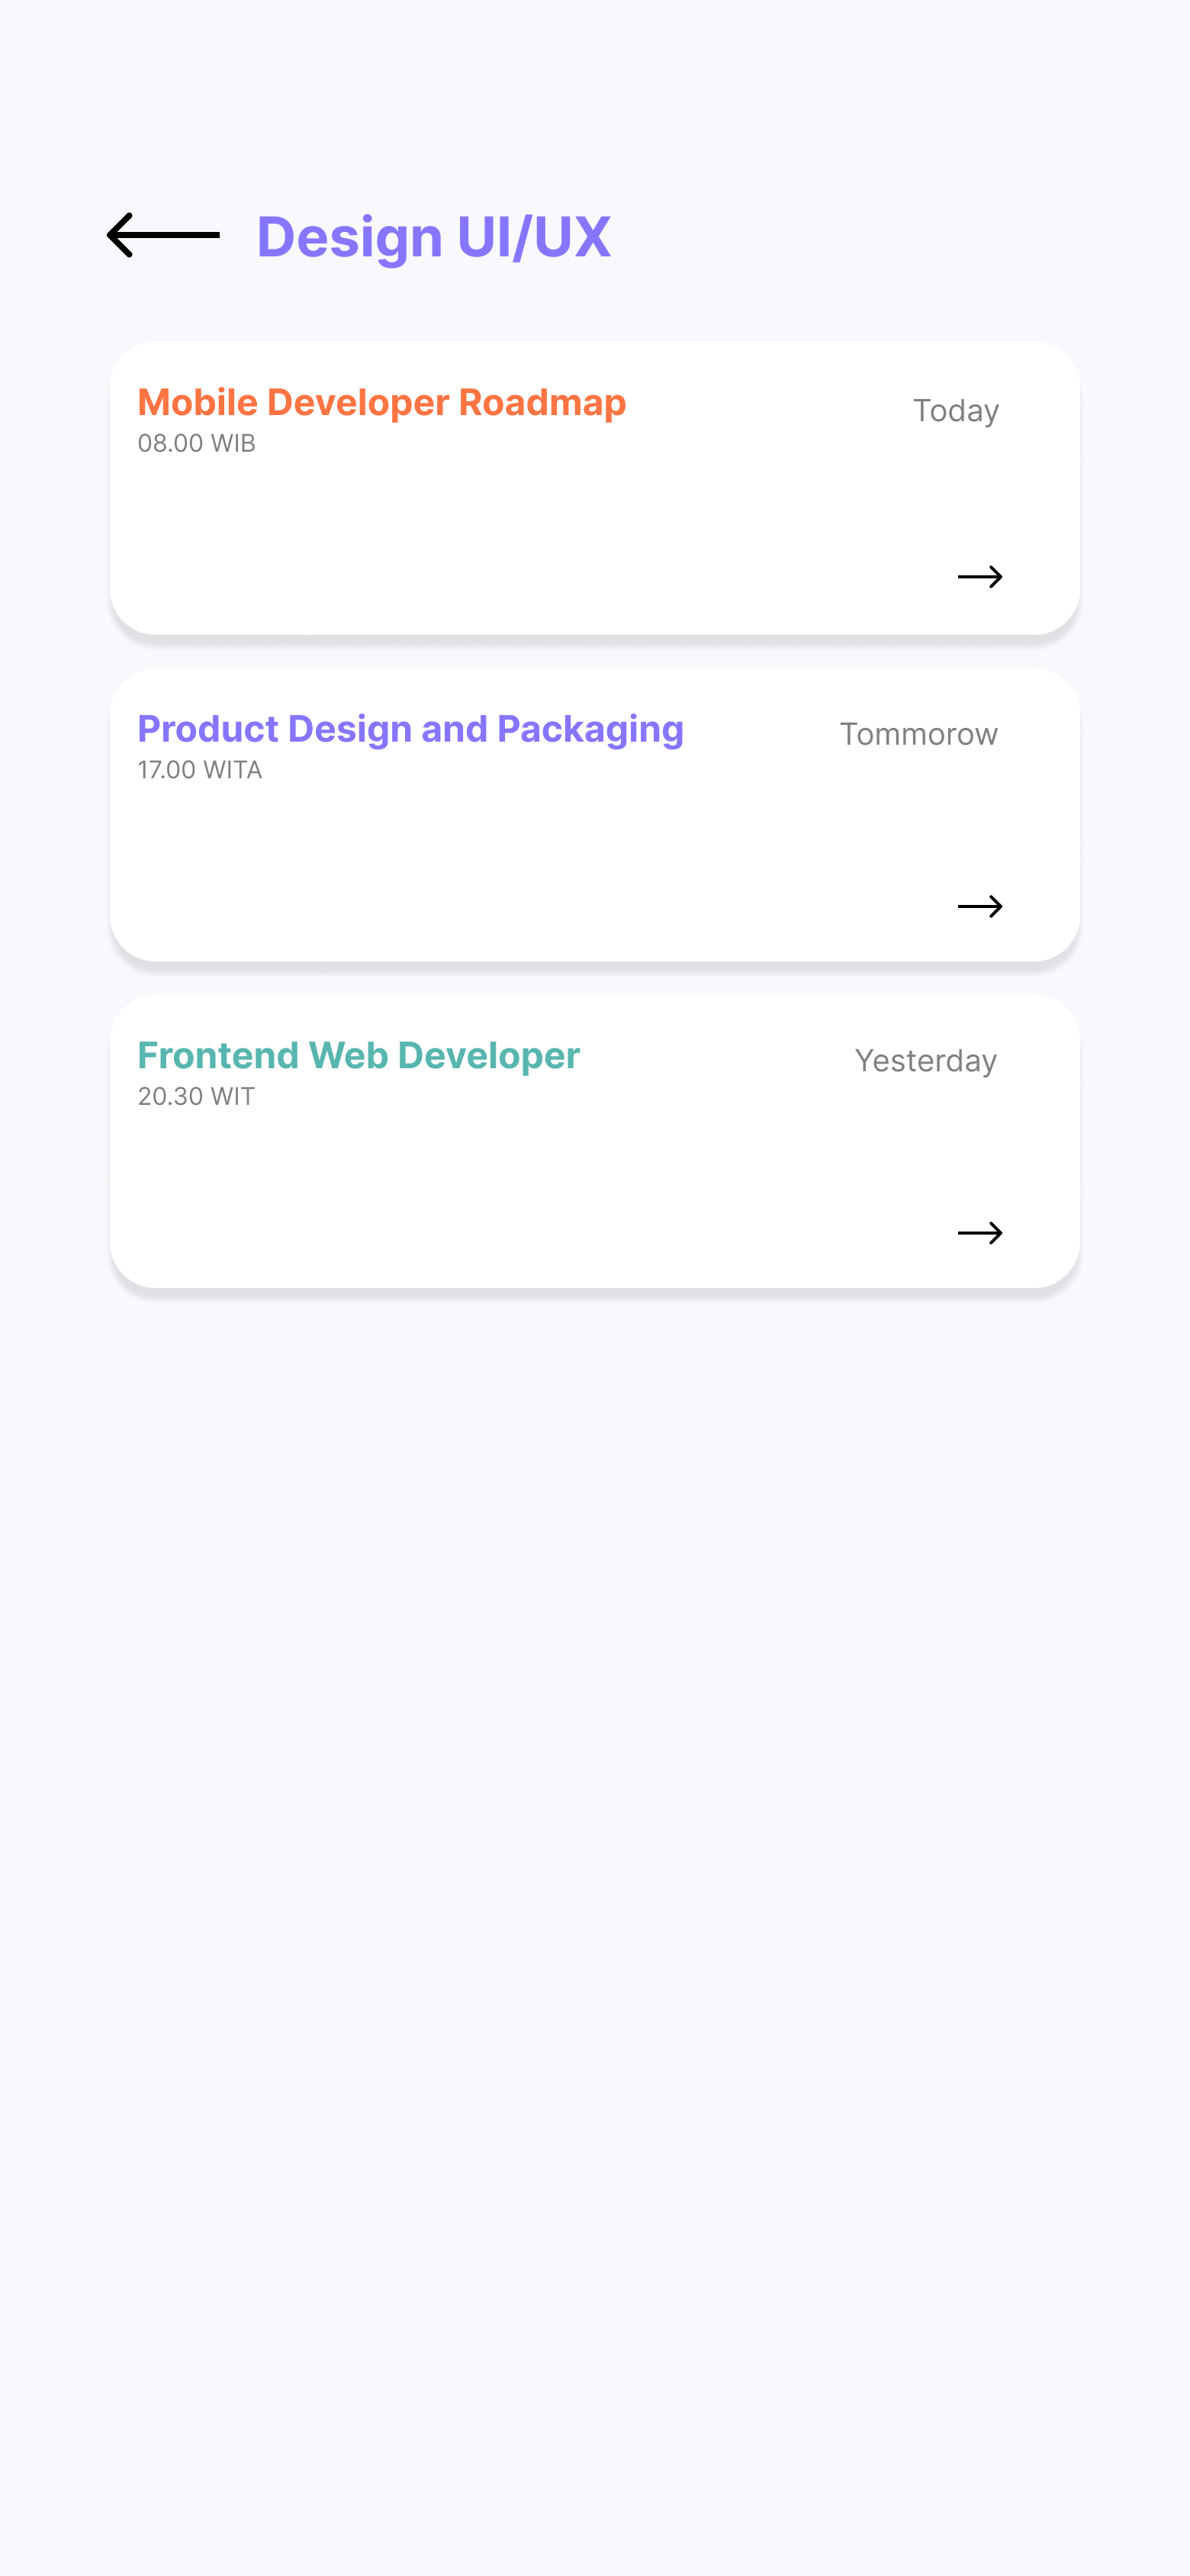 Design UI/UX
Mobile Developer Roadmap
Today
08.00 WIB
Product Design and Packaging
Tommorow
17.00 WITA
Frontend Web Developer
Yesterday
20.30 WIT